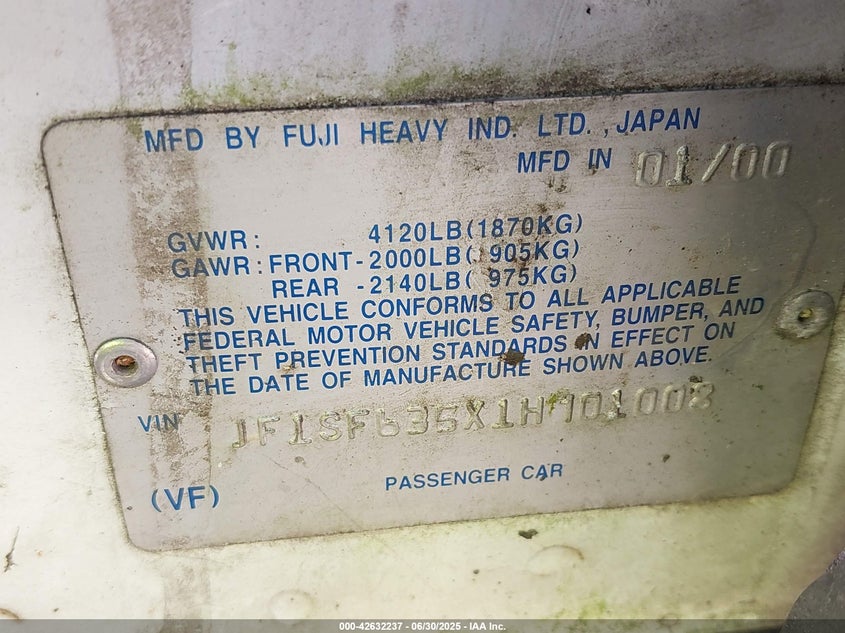 MFD BY FUJI HEAVY IND. LTD., JAPAN
MFD IN 01/00
GVWR: 4120LB(1870KG)
GAWR: FRONT-2000LB( 905KG)
REAR -2140LB( 975KG)
THIS VEHICLE CONFORMS TO ALL APPLICABLE
FEDERAL MOTOR VEHICLE SAFETY, BUMPER, AND
THEFT PREVENTION STANDARDS IN EFFECT ON
THE DATE OF MANUFACTURE SHOWN ABOVE.
VIN JF1SF635X1H701008
(VF) PASSENGER CAR
000-42632237 - 06/30/2025 - IAA Inc.